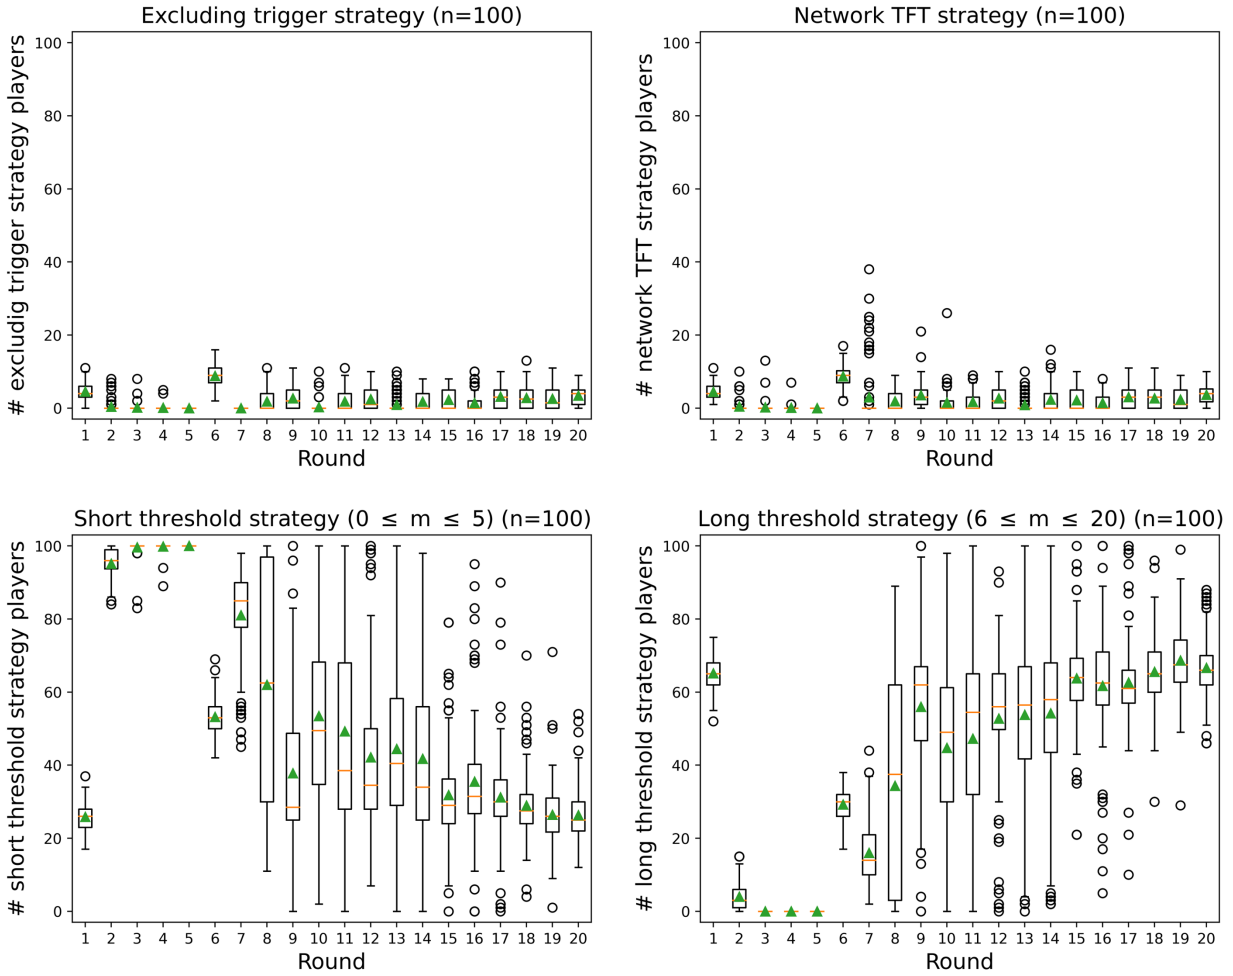 Excluding trigger strategy (n=100)
# excludig trigger strategy players
100
80
60
40
20
0
1 2 3 4 5 6 7 8 9 10 11 12 13 14 15 16 17 18 19 20
Round
Network TFT strategy (n=100)
# network TFT strategy players
100
80
60
40
20
0
1 2 3 4 5 6 7 8 9 10 11 12 13 14 15 16 17 18 19 20
Round
Short threshold strategy (0 ≤ m ≤ 5) (n=100)
# short threshold strategy players
100
80
60
40
20
0
1 2 3 4 5 6 7 8 9 10 11 12 13 14 15 16 17 18 19 20
Round
Long threshold strategy (6 ≤ m ≤ 20) (n=100)
# long threshold strategy players
100
80
60
40
20
0
1 2 3 4 5 6 7 8 9 10 11 12 13 14 15 16 17 18 19 20
Round